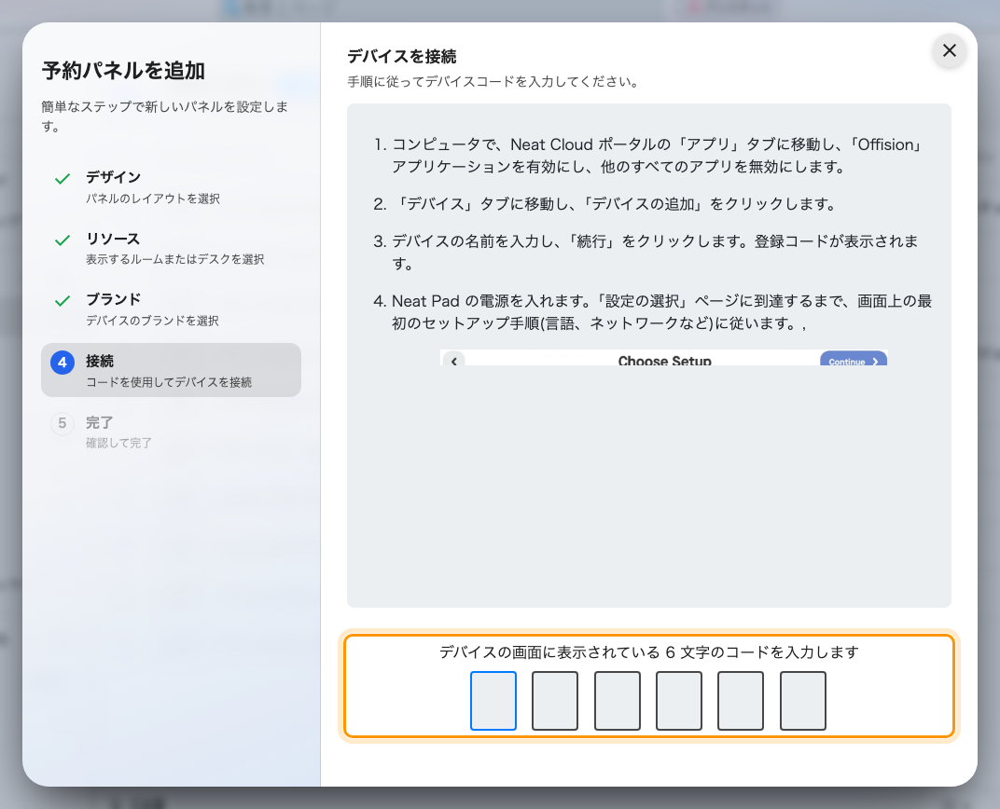 予約パネルを追加
簡単なステップで新しいパネルを設定しま
す。
デザイン
パネルのレイアウトを選択
リソース
表示するルームまたはデスクを選択
ブランド
デバイスのブランドを選択
4 接続
コードを使用してデバイスを接続
5 完了
確認して完了
デバイスを接続
手順に従ってデバイスコードを入力してください。
1. コンピュータで、Neat Cloud ポータルの「アプリ」タブに移動し、「Offision」
アプリケーションを有効にし、他のすべてのアプリを無効にします。
2. 「デバイス」タブに移動し、「デバイスの追加」をクリックします。
3. デバイスの名前を入力し、「続行」をクリックします。登録コードが表示されま
す。
4. Neat Pad の電源を入れます。「設定の選択」ページに到達するまで、画面上の最
初のセットアップ手順(言語、ネットワークなど)に従います。,
Choose Setup Continue
デバイスの画面に表示されている 6 文字のコードを入力します